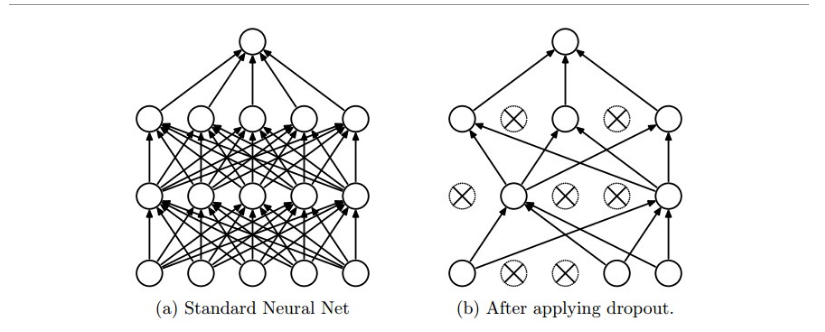 (a) Standard Neural Net
(b) After applying dropout.